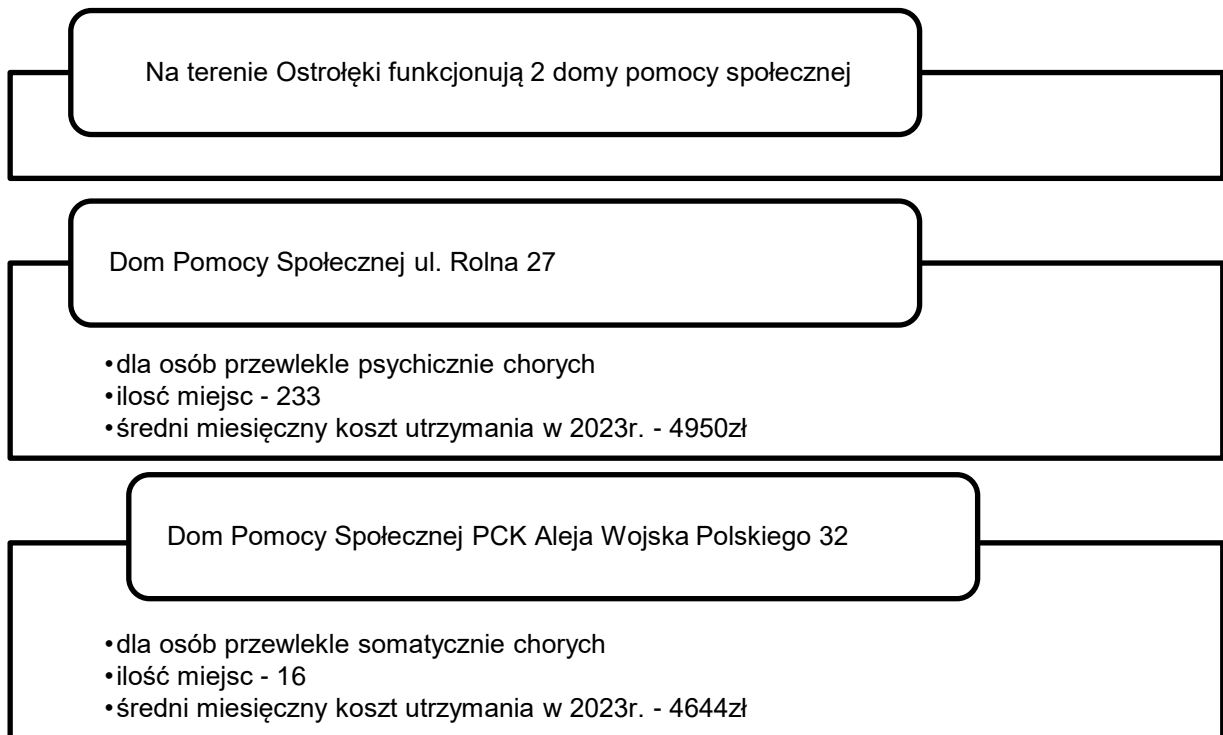 Na terenie Ostrołęki funkcjonują 2 domy pomocy społecznej
Dom Pomocy Społecznej ul. Rolna 27
•dla osób przewlekle psychicznie chorych
•ilosć miejsc - 233
•średni miesięczny koszt utrzymania w 2023r. - 4950zł
Dom Pomocy Społecznej PCK Aleja Wojska Polskiego 32
•dla osób przewlekle somatycznie chorych
•ilość miejsc - 16
•średni miesięczny koszt utrzymania w 2023r. - 4644zł